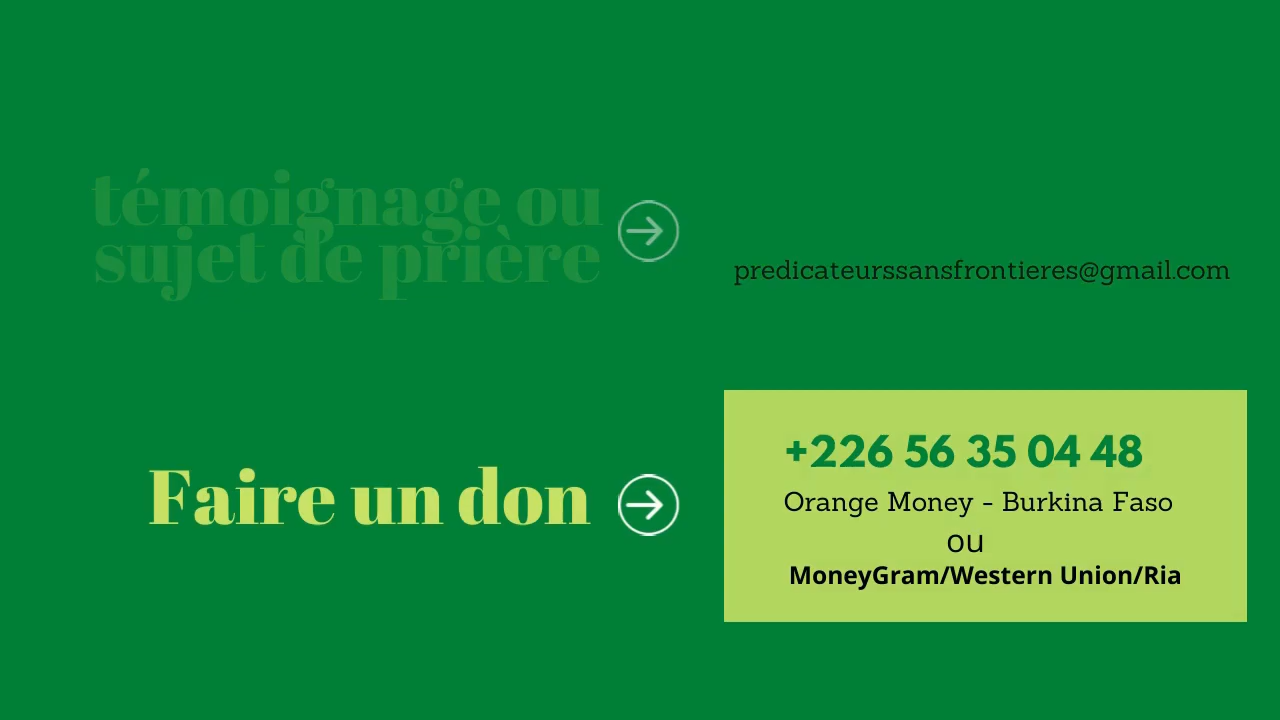 témoignage ou
sujet de prière
predicateurssansfrontieres@gmail.com
Faire un don
+226 56 35 04 48
Orange Money - Burkina Faso
ou
MoneyGram/Western Union/Ria